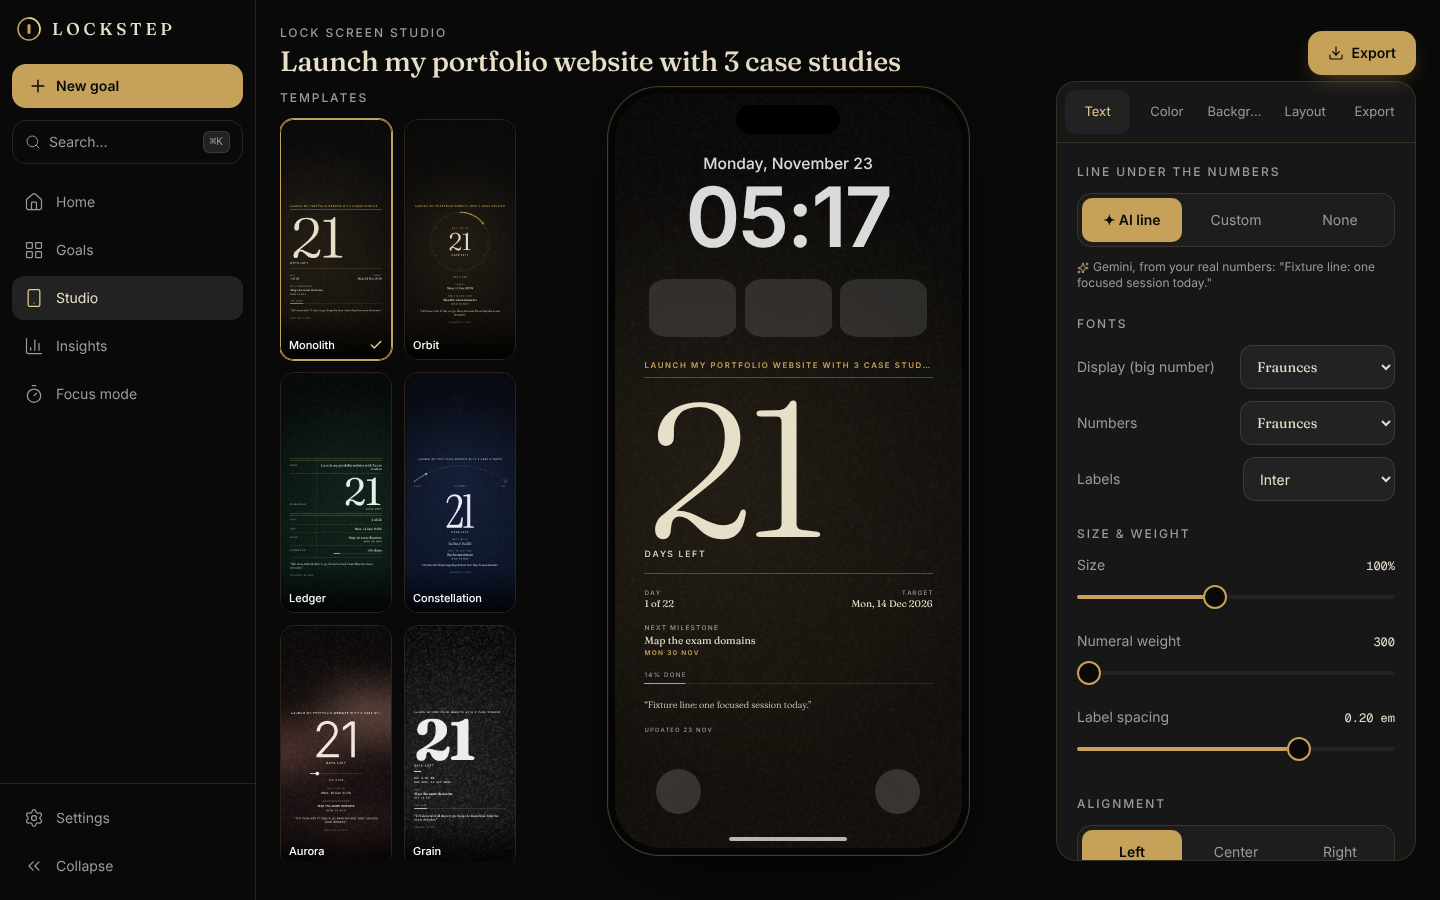 LOCKSTEP
New goal
Search...
⌘K
Home
Goals
Studio
Insights
Focus mode
Settings
Collapse
LOCK SCREEN STUDIO
Launch my portfolio website with 3 case studies
Export
TEMPLATES
21
Monolith
21
Orbit
21
Ledger
21
Constellation
21
Aurora
21
Grain
Monday, November 23
05:17
LAUNCH MY PORTFOLIO WEBSITE WITH 3 CASE STUD...
21
DAYS LEFT
DAY
TARGET
1 of 22
Mon, 14 Dec 2026
NEXT MILESTONE
Map the exam domains
MON 30 NOV
14% DONE
"Fixture line: one focused session today."
UPDATED 23 NOV
Text
Color
Backgr...
Layout
Export
LINE UNDER THE NUMBERS
✦ AI line
Custom
None
Gemini, from your real numbers: "Fixture line: one
focused session today."
FONTS
Display (big number)
Fraunces
Numbers
Fraunces
Labels
Inter
SIZE & WEIGHT
Size
100%
Numeral weight
300
Label spacing
0.20 em
ALIGNMENT
Left
Center
Right